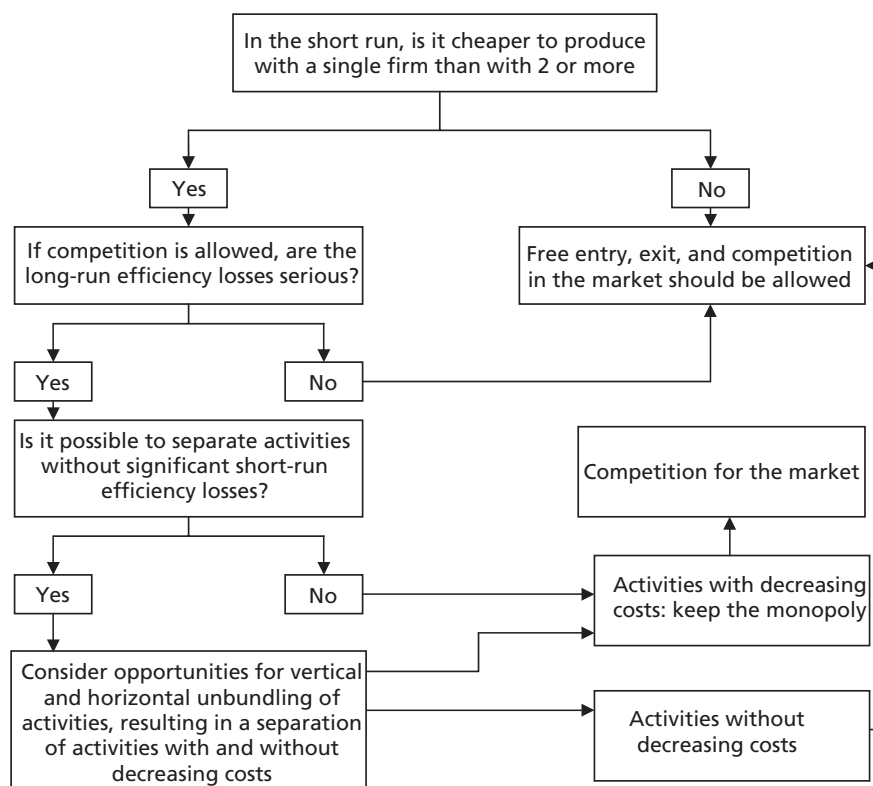 In the short run, is it cheaper to produce
with a single firm than with 2 or more
Yes
No
If competition is allowed, are the
long-run efficiency losses serious?
Free entry, exit, and competition
in the market should be allowed
Yes
No
Is it possible to separate activities
without significant short-run
efficiency losses?
Competition for the market
Yes
No
Activities with decreasing
costs: keep the monopoly
Consider opportunities for vertical
and horizontal unbundling of
activities, resulting in a separation
of activities with and without
decreasing costs
Activities without
decreasing costs